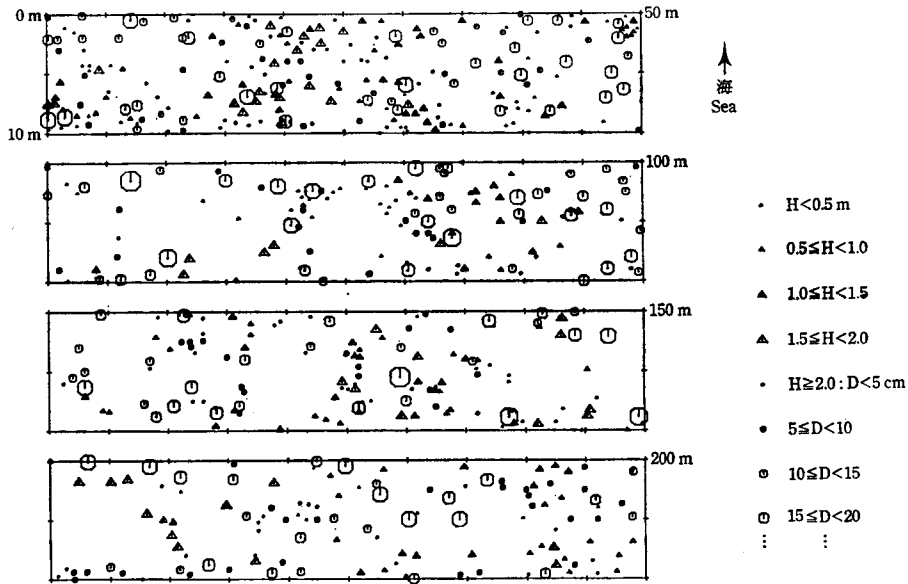 0 m
50 m
海
Sea
10 m
100 m
H<0.5 m
0.5≦H<1.0
1.0≦H<1.5
150 m
1.5≦H<2.0
H≧2.0 : D<5 cm
5≦D<10
200 m
10≦D<15
15≦D<20
⋮ ⋮